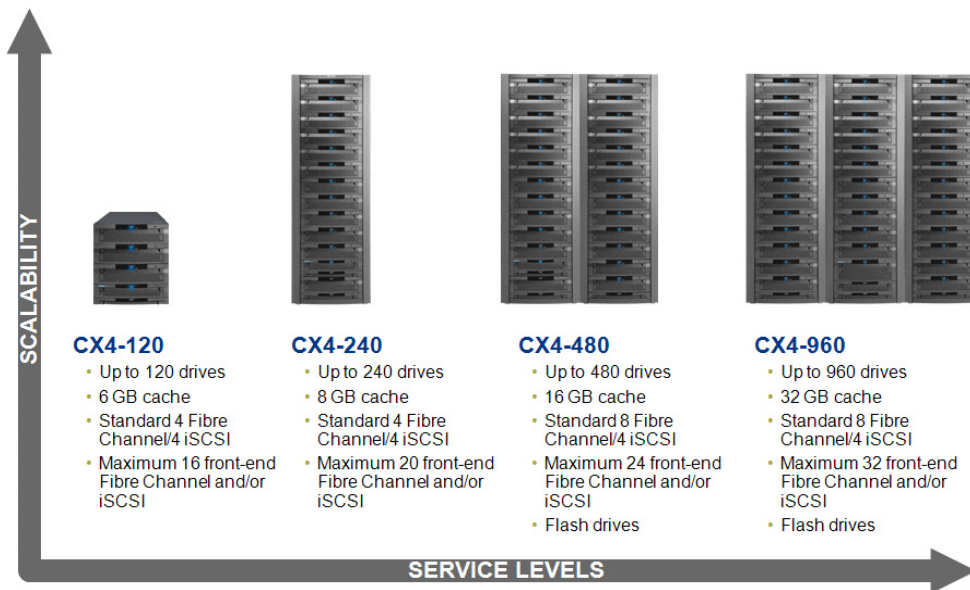 SCALABILITY
CX4-120
• Up to 120 drives
• 6 GB cache
• Standard 4 Fibre
Channel/4 iSCSI
• Maximum 16 front-end
Fibre Channel and/or
iSCSI
CX4-240
• Up to 240 drives
• 8 GB cache
• Standard 4 Fibre
Channel/4 iSCSI
• Maximum 20 front-end
Fibre Channel and/or
iSCSI
CX4-480
• Up to 480 drives
• 16 GB cache
• Standard 8 Fibre
Channel/4 iSCSI
• Maximum 24 front-end
Fibre Channel and/or
iSCSI
• Flash drives
CX4-960
• Up to 960 drives
• 32 GB cache
• Standard 8 Fibre
Channel/4 iSCSI
• Maximum 32 front-end
Fibre Channel and/or
iSCSI
• Flash drives
SERVICE LEVELS